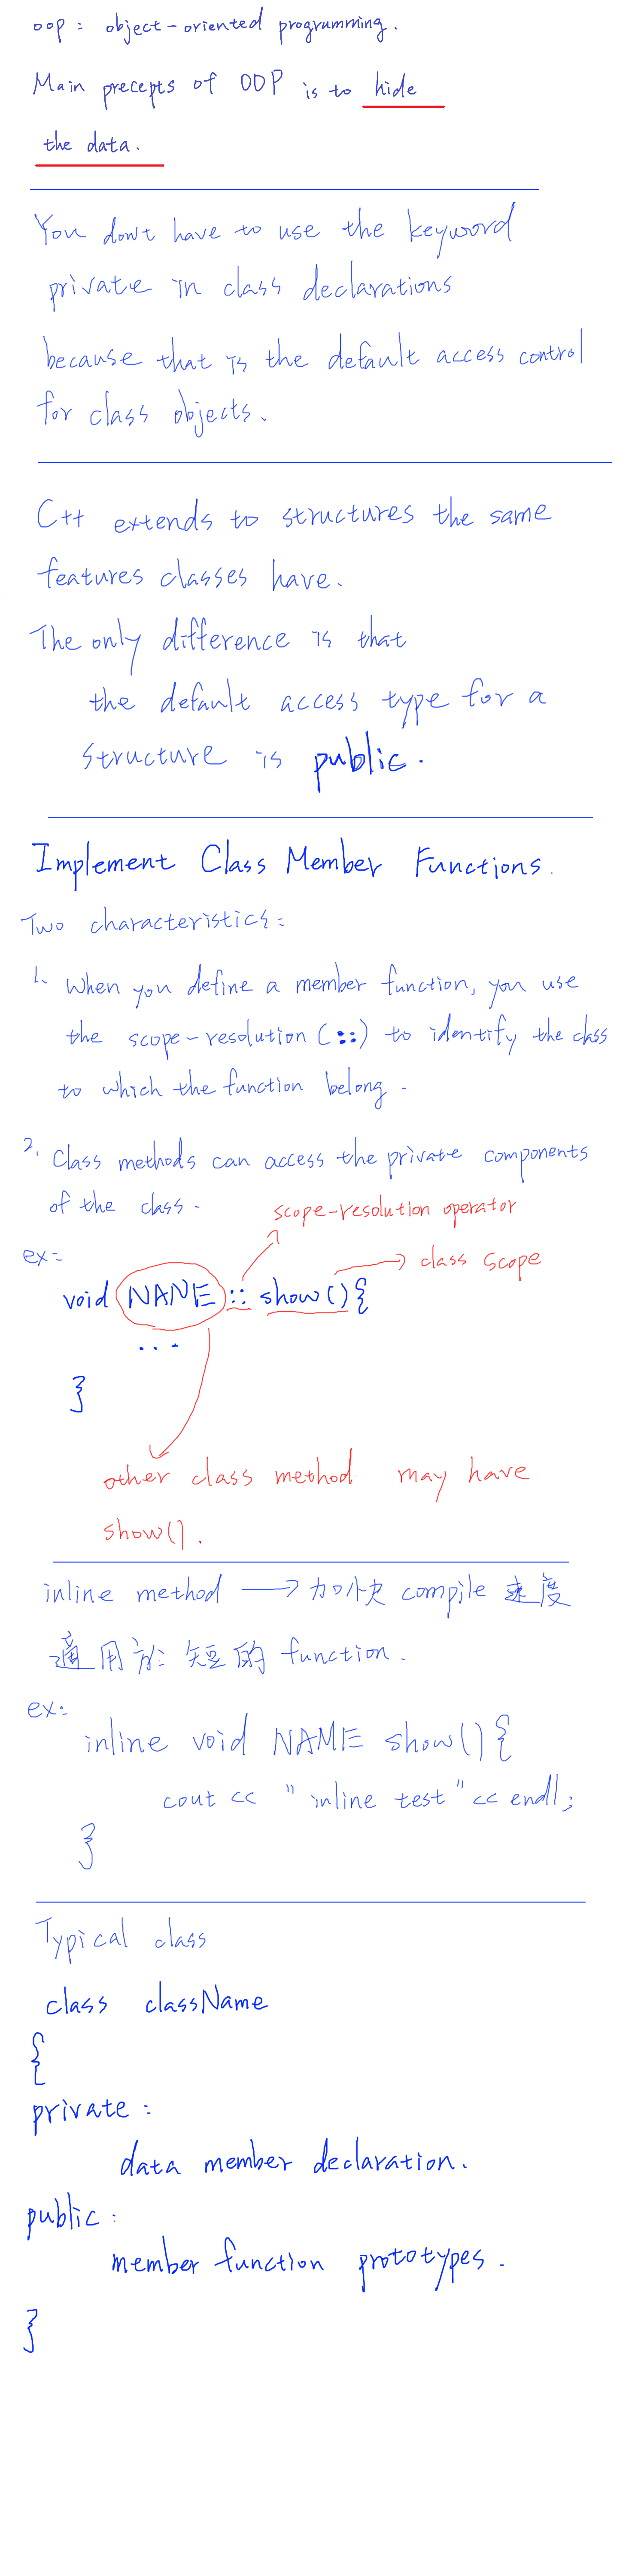 oop : object-oriented programming.
Main precepts of OOP is to hide
the data.
You don't have to use the keyword
private in class declarations
because that is the default access control
for class objects.
C++ extends to structures the same
features classes have.
The only difference is that
the default access type for a
structure is public.
Implement Class Member Functions.
Two characteristics:
1. When you define a member function, you use
the scope-resolution (::) to identify the class
to which the function belong.
2. Class methods can access the private components
of the class.
scope-resolution operator
ex:
class scope
void NAME :: show(){
...
}
other class method may have
show().
inline method → 加快 compile 速度
適用於短的 function.
ex:
inline void NAME show(){
cout << "inline test" << endl;
}
Typical class
class className
{
private :
data member declaration.
public :
member function prototypes.
}